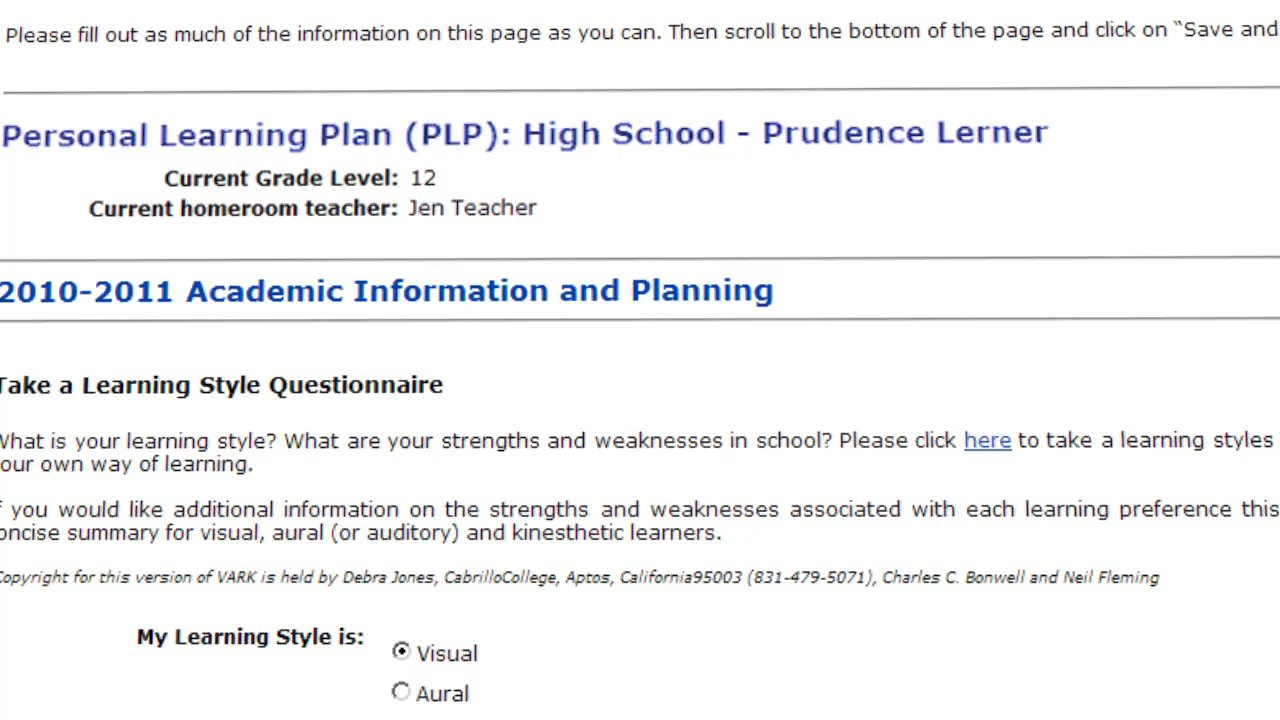 Please fill out as much of the information on this page as you can. Then scroll to the bottom of the page and click on "Save and
Personal Learning Plan (PLP): High School - Prudence Lerner
Current Grade Level: 12
Current homeroom teacher: Jen Teacher
2010-2011 Academic Information and Planning
Take a Learning Style Questionnaire
What is your learning style? What are your strengths and weaknesses in school? Please click here to take a learning styles
our own way of learning.
f you would like additional information on the strengths and weaknesses associated with each learning preference this
oncise summary for visual, aural (or auditory) and kinesthetic learners.
Copyright for this version of VARK is held by Debra Jones, CabrilloCollege, Aptos, California95003 (831-479-5071), Charles C. Bonwell and Neil Fleming
My Learning Style is:
Visual
Aural